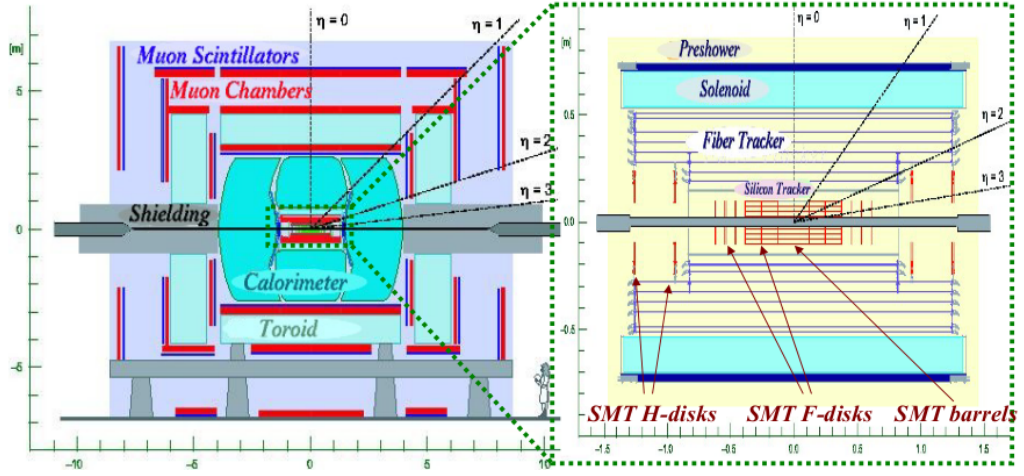 η = 0
η = 1
[m]
Muon Scintillators
Muon Chambers
5
η = 2
η = 3
Shielding
0
Calorimeter
Toroid
−5
−10
−5
0
5
10
η = 0
η = 1
[m]
Preshower
Solenoid
0.5
η = 2
Fiber Tracker
η = 3
Silicon Tracker
0.0
−0.5
SMT H-disks
SMT F-disks
SMT barrels
−1.5
−1.0
−0.5
0.0
0.5
1.0
1.5